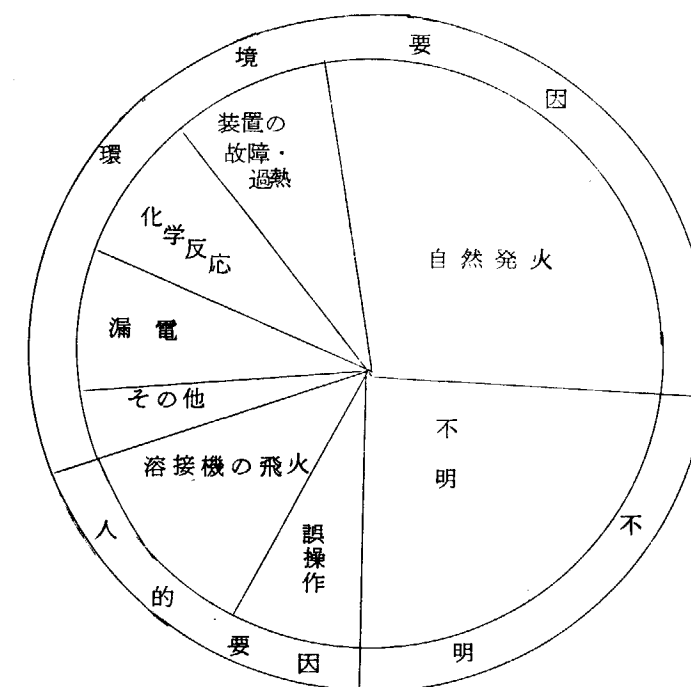 環境要因
自然発火
装置の
故障・
過熱
化学反応
漏電
その他
人的要因
溶接機の飛火
誤操作
不明
不明